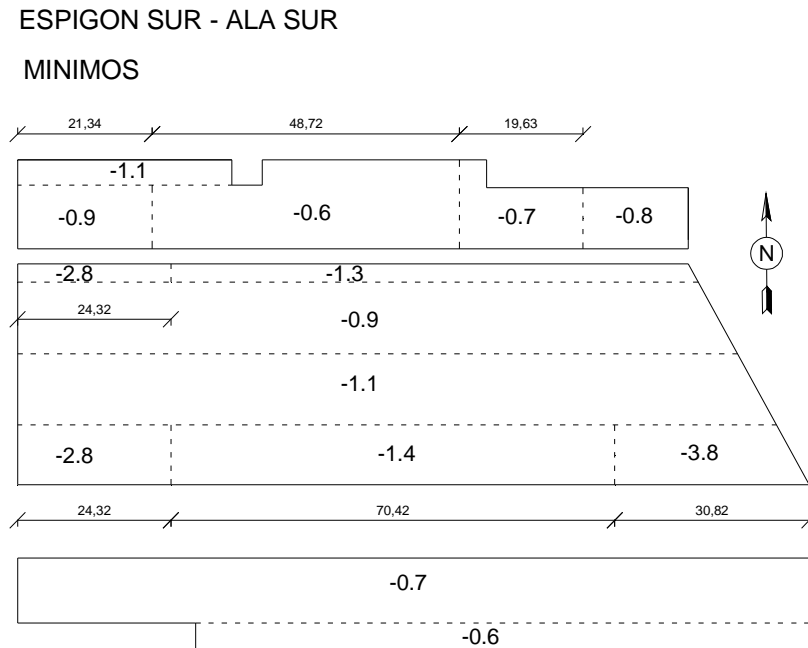 ESPIGON SUR - ALA SUR
MINIMOS
21,34 48,72 19,63
-1.1
-0.9 -0.6 -0.7 -0.8
N
-2.8 -1.3
24,32
-0.9
-1.1
-2.8 -1.4 -3.8
24,32 70,42 30,82
-0.7
-0.6